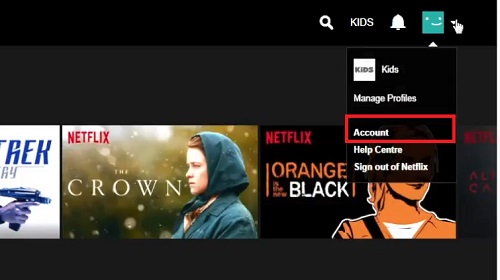 KIDS
KiDS Kids
Manage Profiles
Account
Help Centre
Sign out of Netflix
TREK
NETFLIX
THE
CROWN
NETFLIX
ORANGE
is the new
BLACK